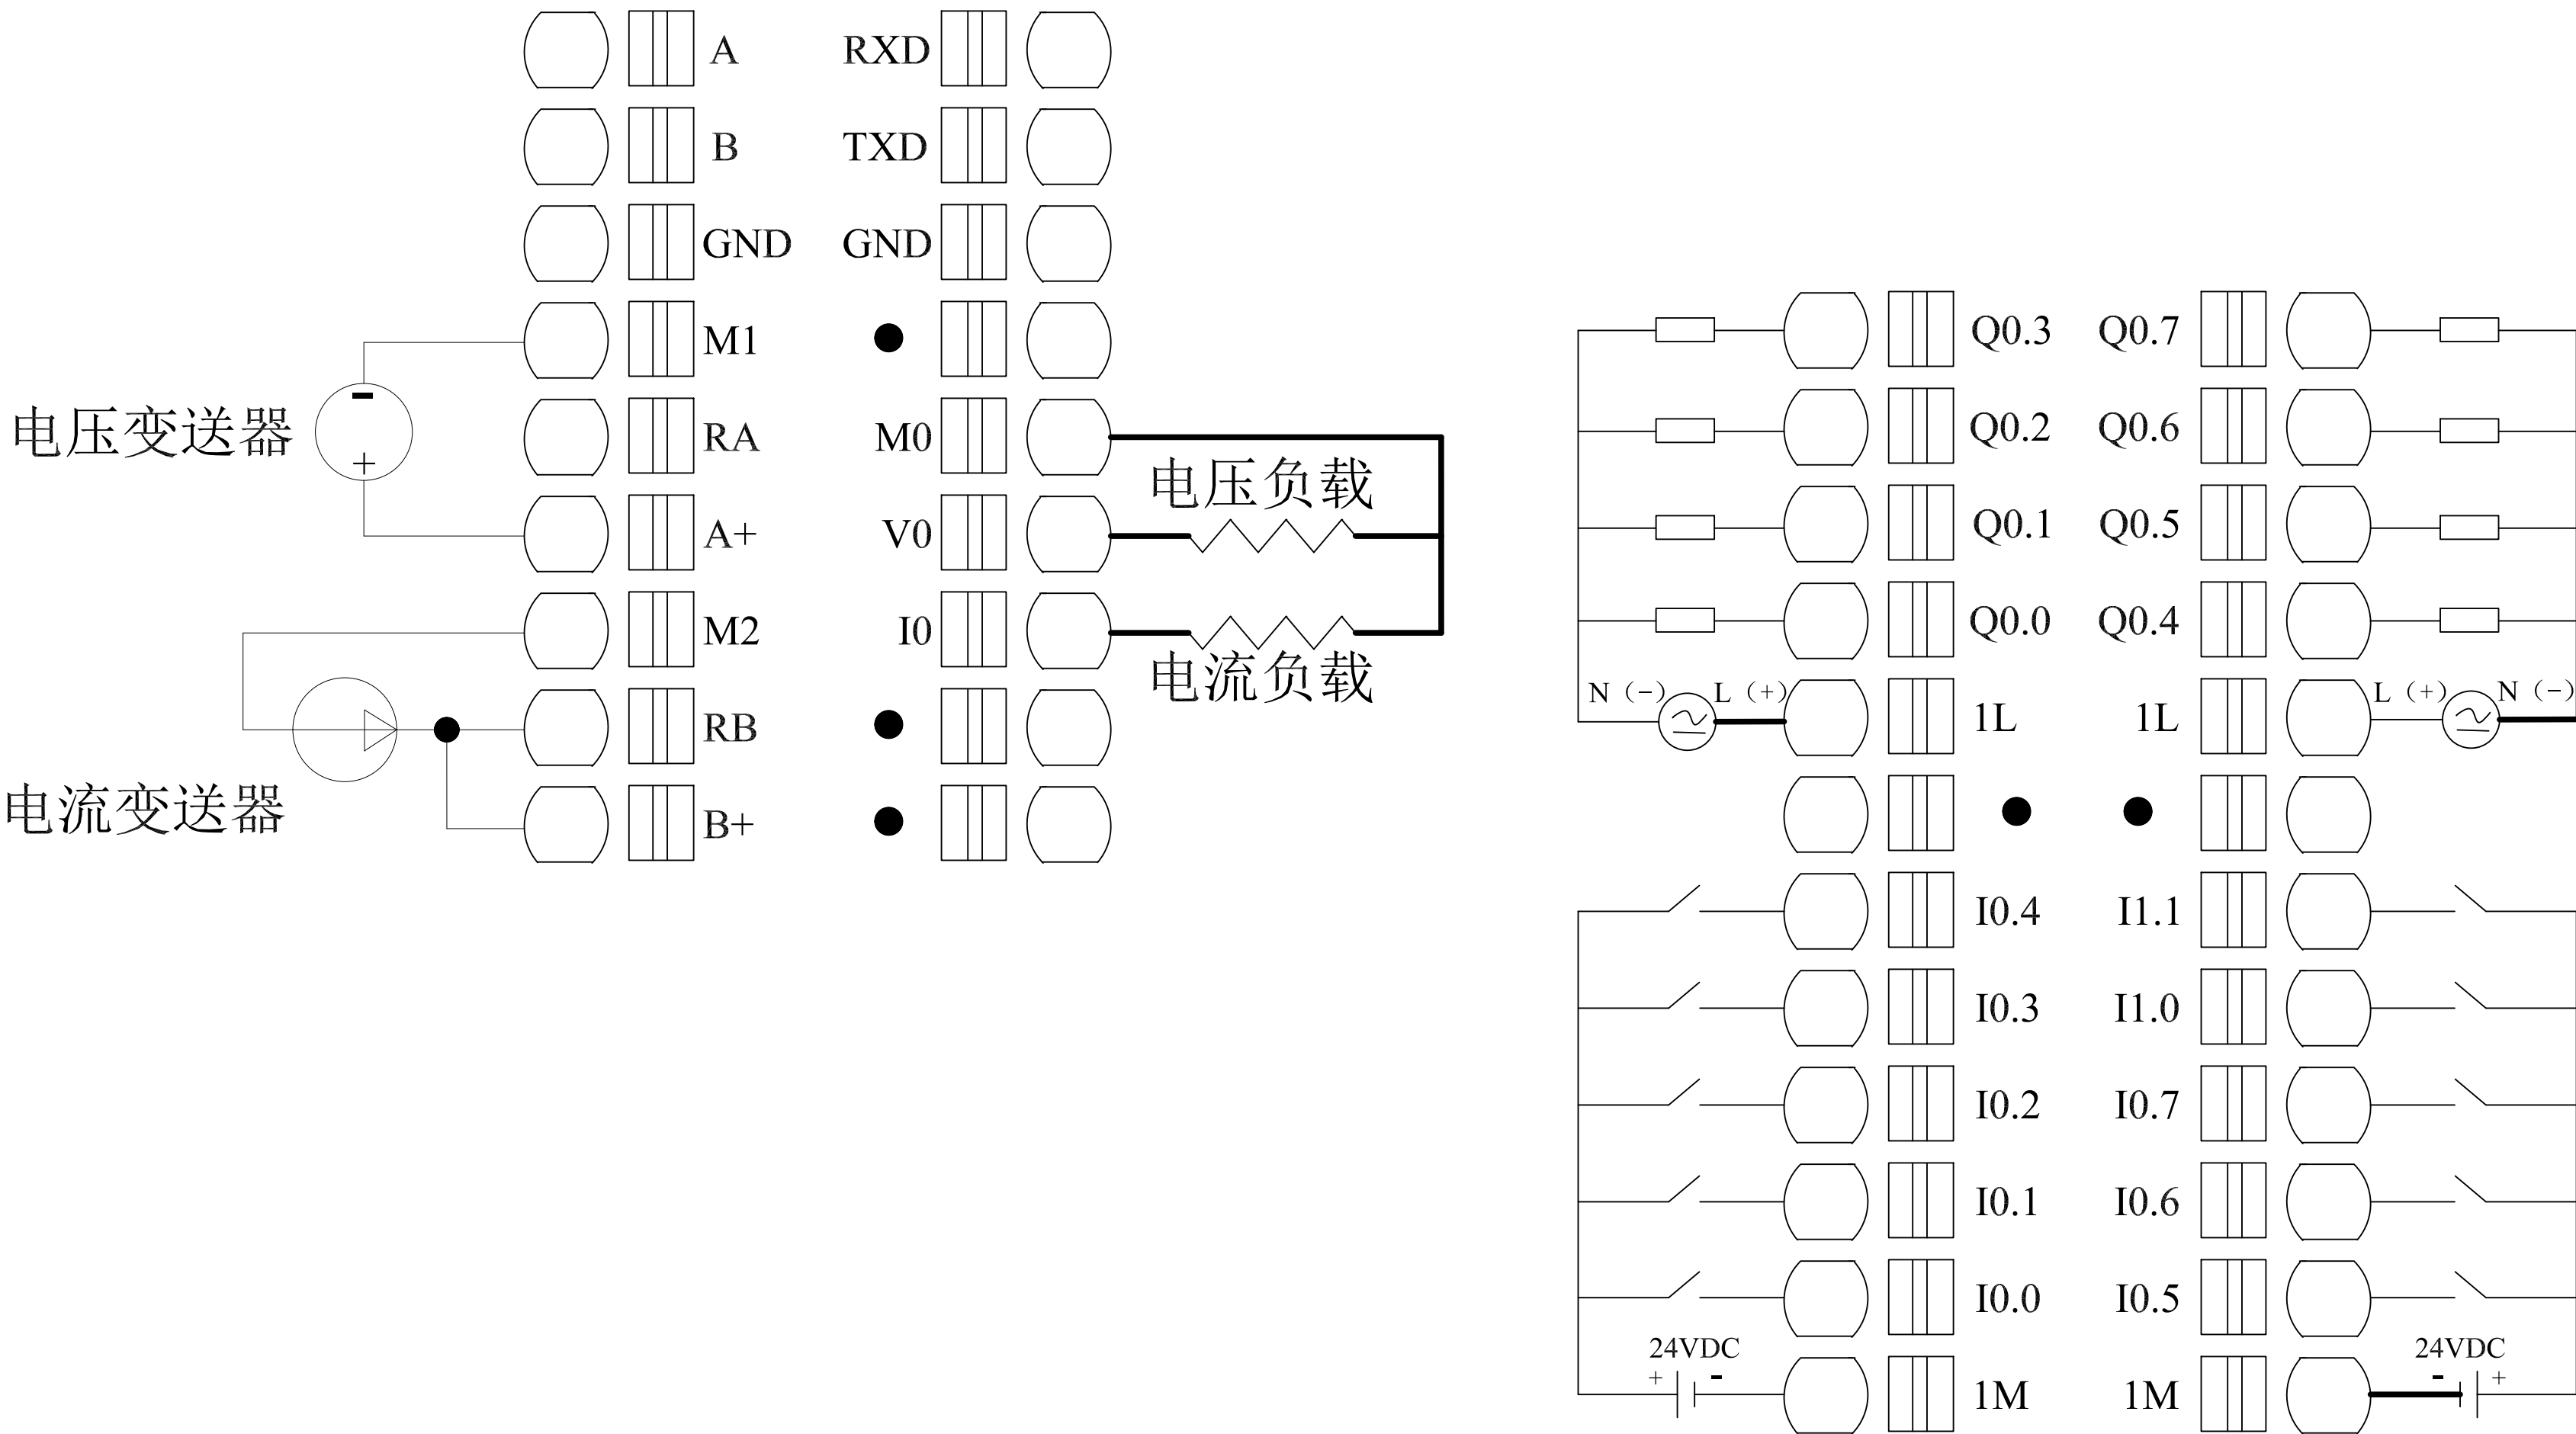 A RXD
B TXD
GND GND
M1
电压变送器
-
+
RA M0
电压负载
A+ V0
M2 I0
电流负载
RB
电流变送器
B+
Q0.3 Q0.7
Q0.2 Q0.6
Q0.1 Q0.5
Q0.0 Q0.4
N（-） L（+） L（+） N（-）
1L 1L
I0.4 I1.1
I0.3 I1.0
I0.2 I0.7
I0.1 I0.6
I0.0 I0.5
24VDC 24VDC
+ - - +
1M 1M